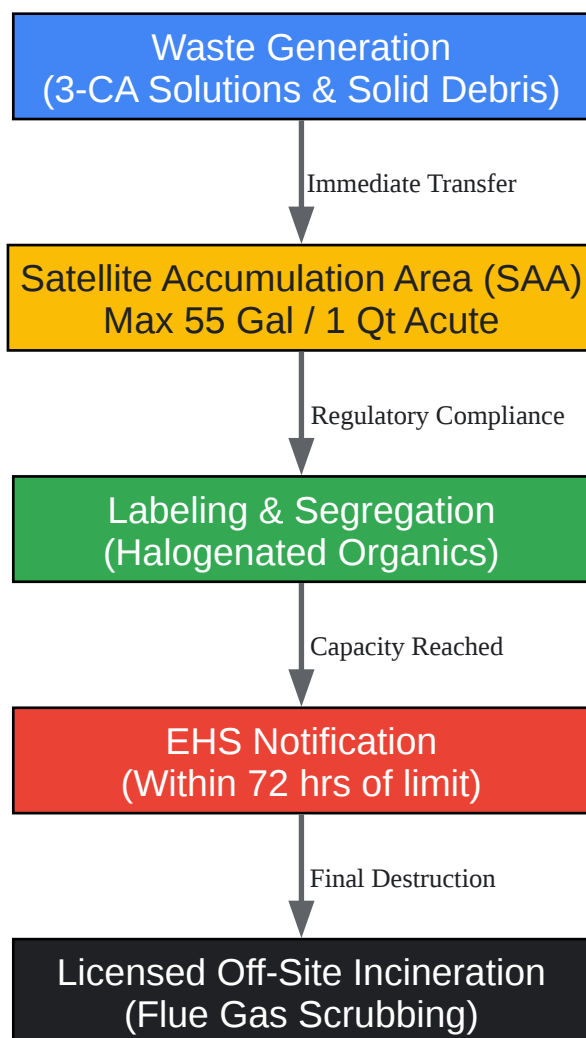 Waste Generation
(3-CA Solutions & Solid Debris)
Immediate Transfer
Satellite Accumulation Area (SAA)
Max 55 Gal / 1 Qt Acute
Regulatory Compliance
Labeling & Segregation
(Halogenated Organics)
Capacity Reached
EHS Notification
(Within 72 hrs of limit)
Final Destruction
Licensed Off-Site Incineration
(Flue Gas Scrubbing)